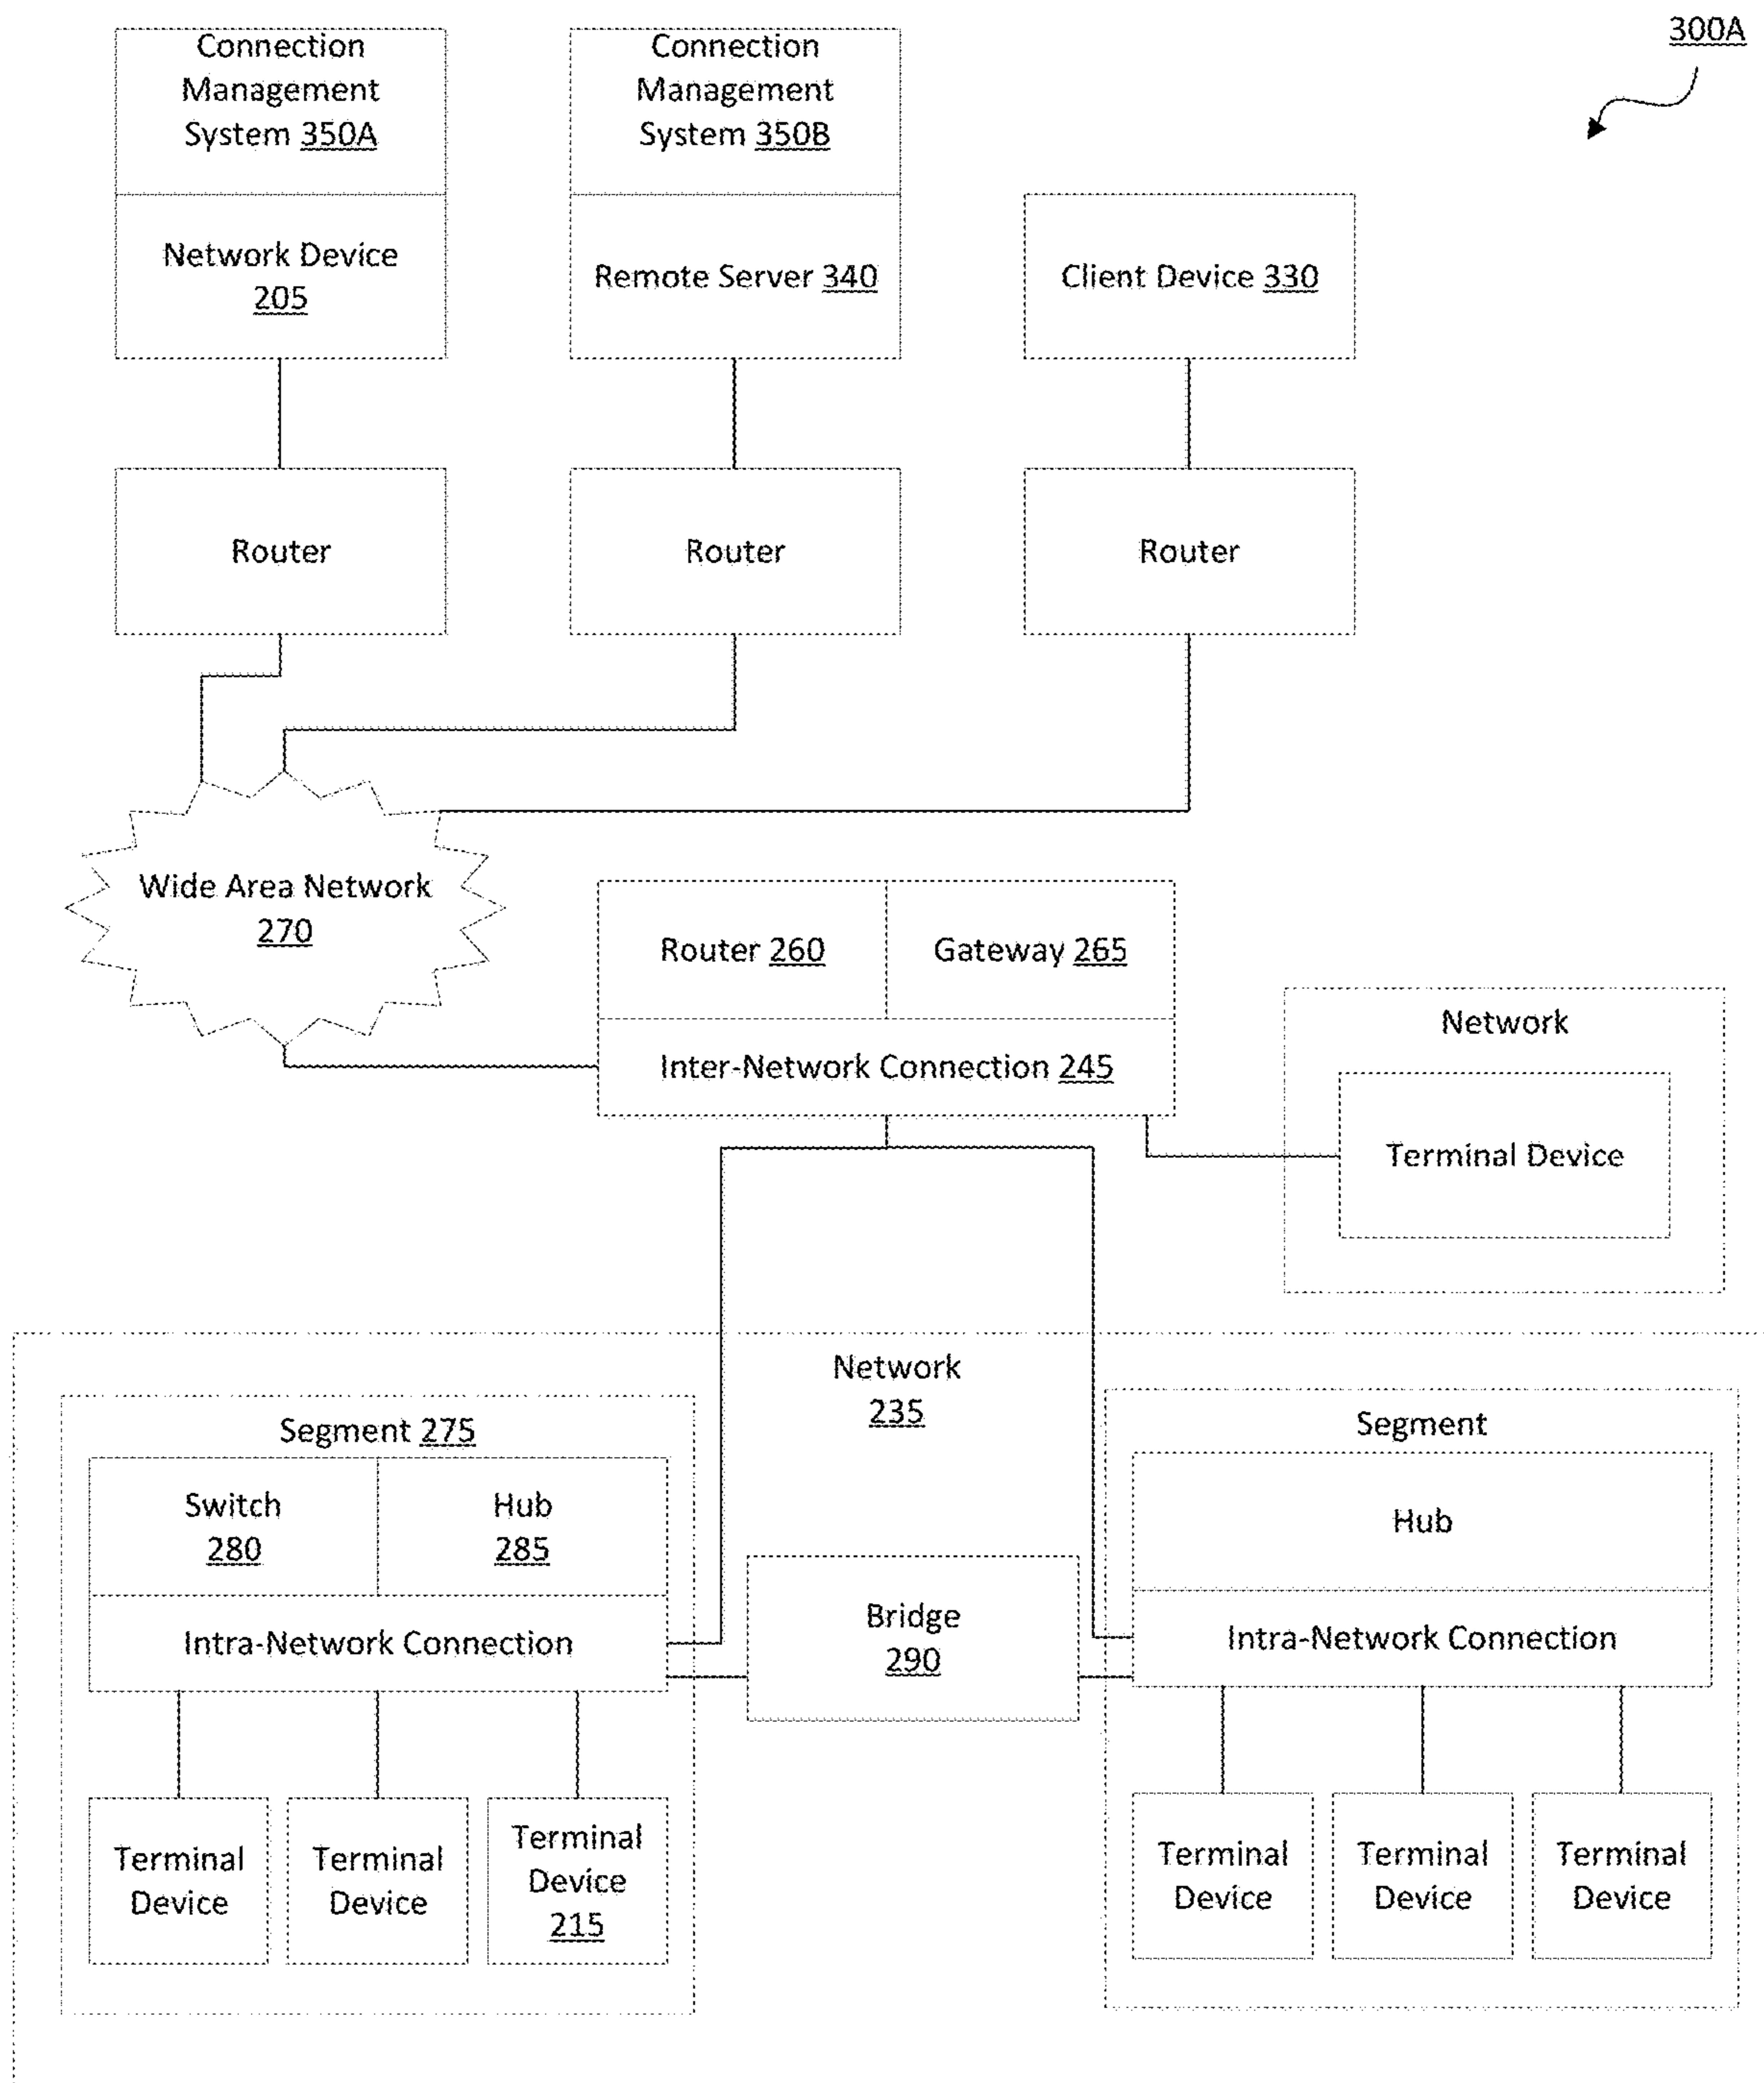 300A
Connection
Management
System 350A
Network Device
205
Connection
Management
System 350B
Remote Server 340
Client Device 330
Router
Router
Router
Wide Area Network
270
Router 260
Gateway 265
Inter-Network Connection 245
Network
Terminal Device
Network
235
Segment 275
Switch
280
Hub
285
Intra-Network Connection
Bridge
290
Segment
Hub
Intra-Network Connection
Terminal
Device
Terminal
Device
Terminal
Device
215
Terminal
Device
Terminal
Device
Terminal
Device